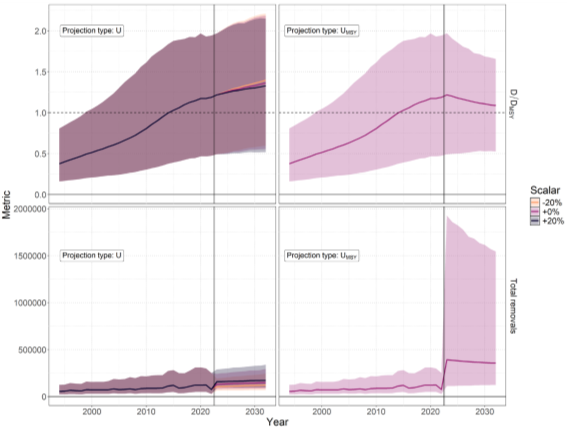 Projection type: U
Projection type: UMSY
2.0
1.5
1.0
0.5
0.0
D/DMSY
Metric
Projection type: U
Projection type: UMSY
2000000
1500000
1000000
500000
0
Total removals
2000
2010
2020
2030
2000
2010
2020
2030
Year
Scalar
-20%
+0%
+20%